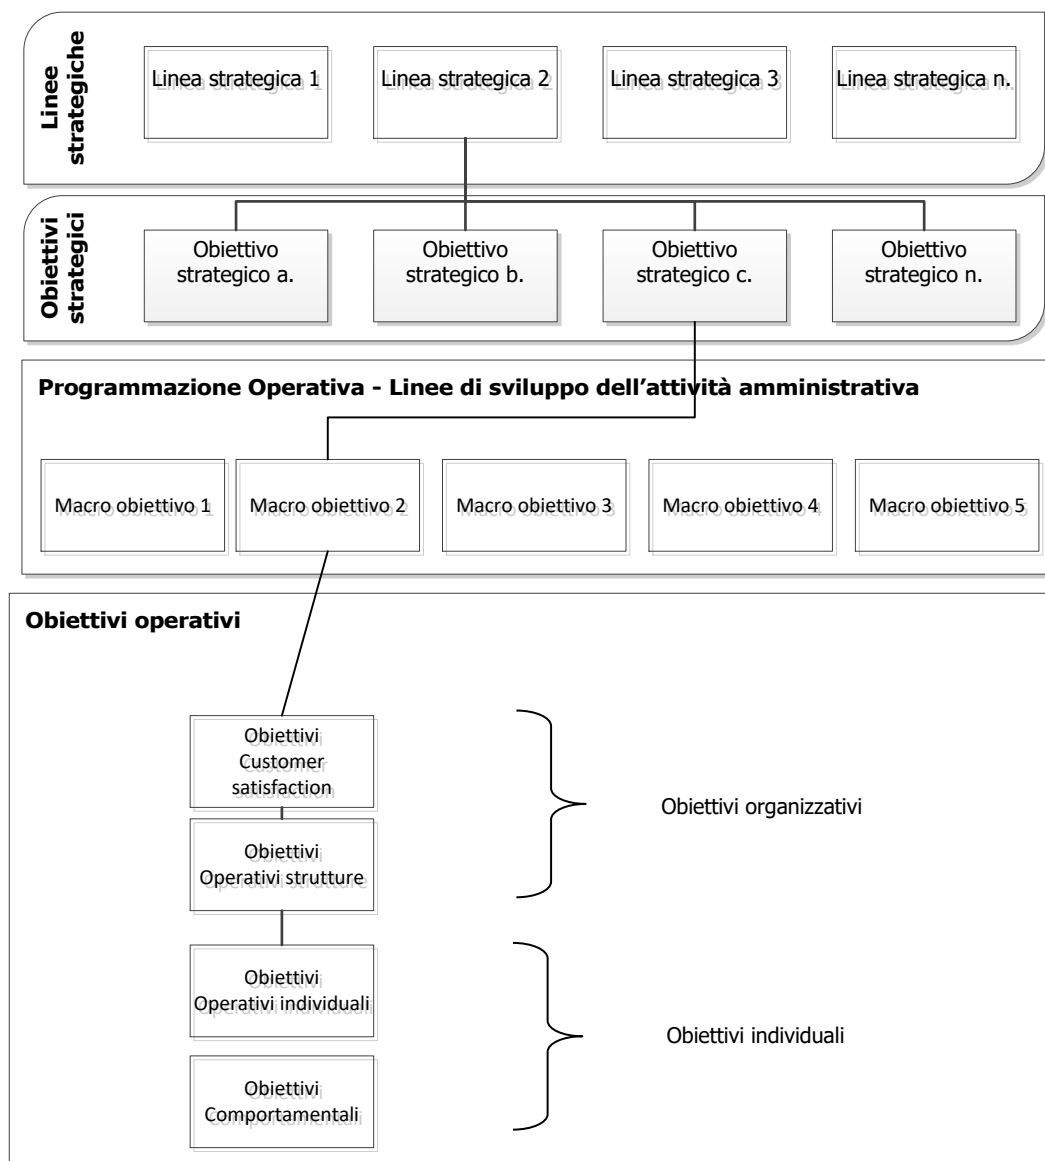 Linee
strategiche
Linea strategica 1
Linea strategica 2
Linea strategica 3
Linea strategica n.
Obiettivi
strategici
Obiettivo
strategico a.
Obiettivo
strategico b.
Obiettivo
strategico c.
Obiettivo
strategico n.
Programmazione Operativa - Linee di sviluppo dell’attività amministrativa
Macro obiettivo 1
Macro obiettivo 2
Macro obiettivo 3
Macro obiettivo 4
Macro obiettivo 5
Obiettivi operativi
Obiettivi
Customer
satisfaction
Obiettivi
Operativi strutture
Obiettivi organizzativi
Obiettivi
Operativi individuali
Obiettivi
Comportamentali
Obiettivi individuali